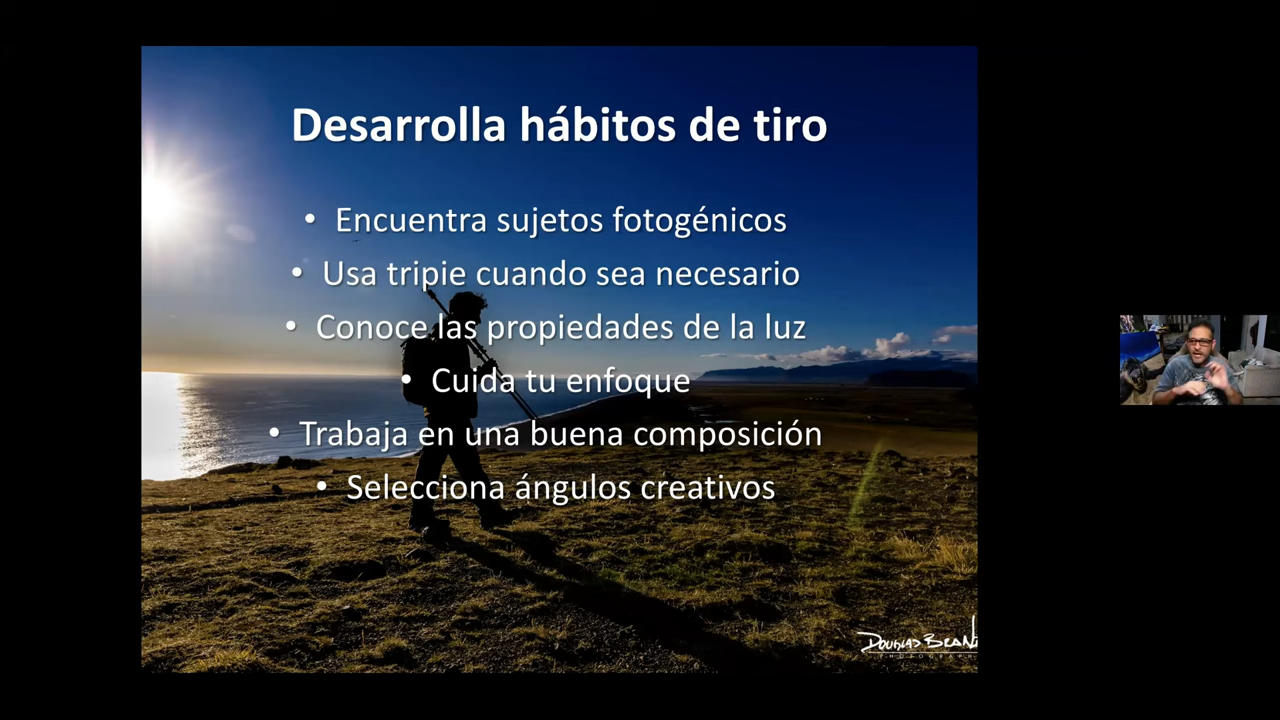 Desarrolla hábitos de tiro
• Encuentra sujetos fotogénicos
• Usa tripie cuando sea necesario
• Conoce las propiedades de la luz
• Cuida tu enfoque
• Trabaja en una buena composición
• Selecciona ángulos creativos
Douglas